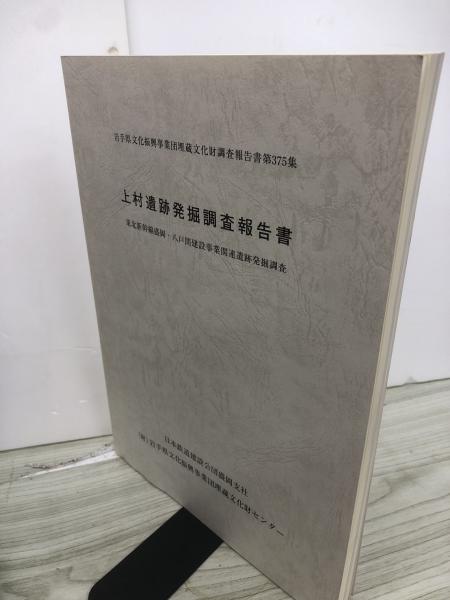 岩手県文化振興事業団埋蔵文化財調査報告書第375集
上村遺跡発掘調査報告書
東北新幹線盛岡・八戸間建設事業関連遺跡発掘調査
日本鉄道建設公団盛岡支社
(財)岩手県文化振興事業団埋蔵文化財センター